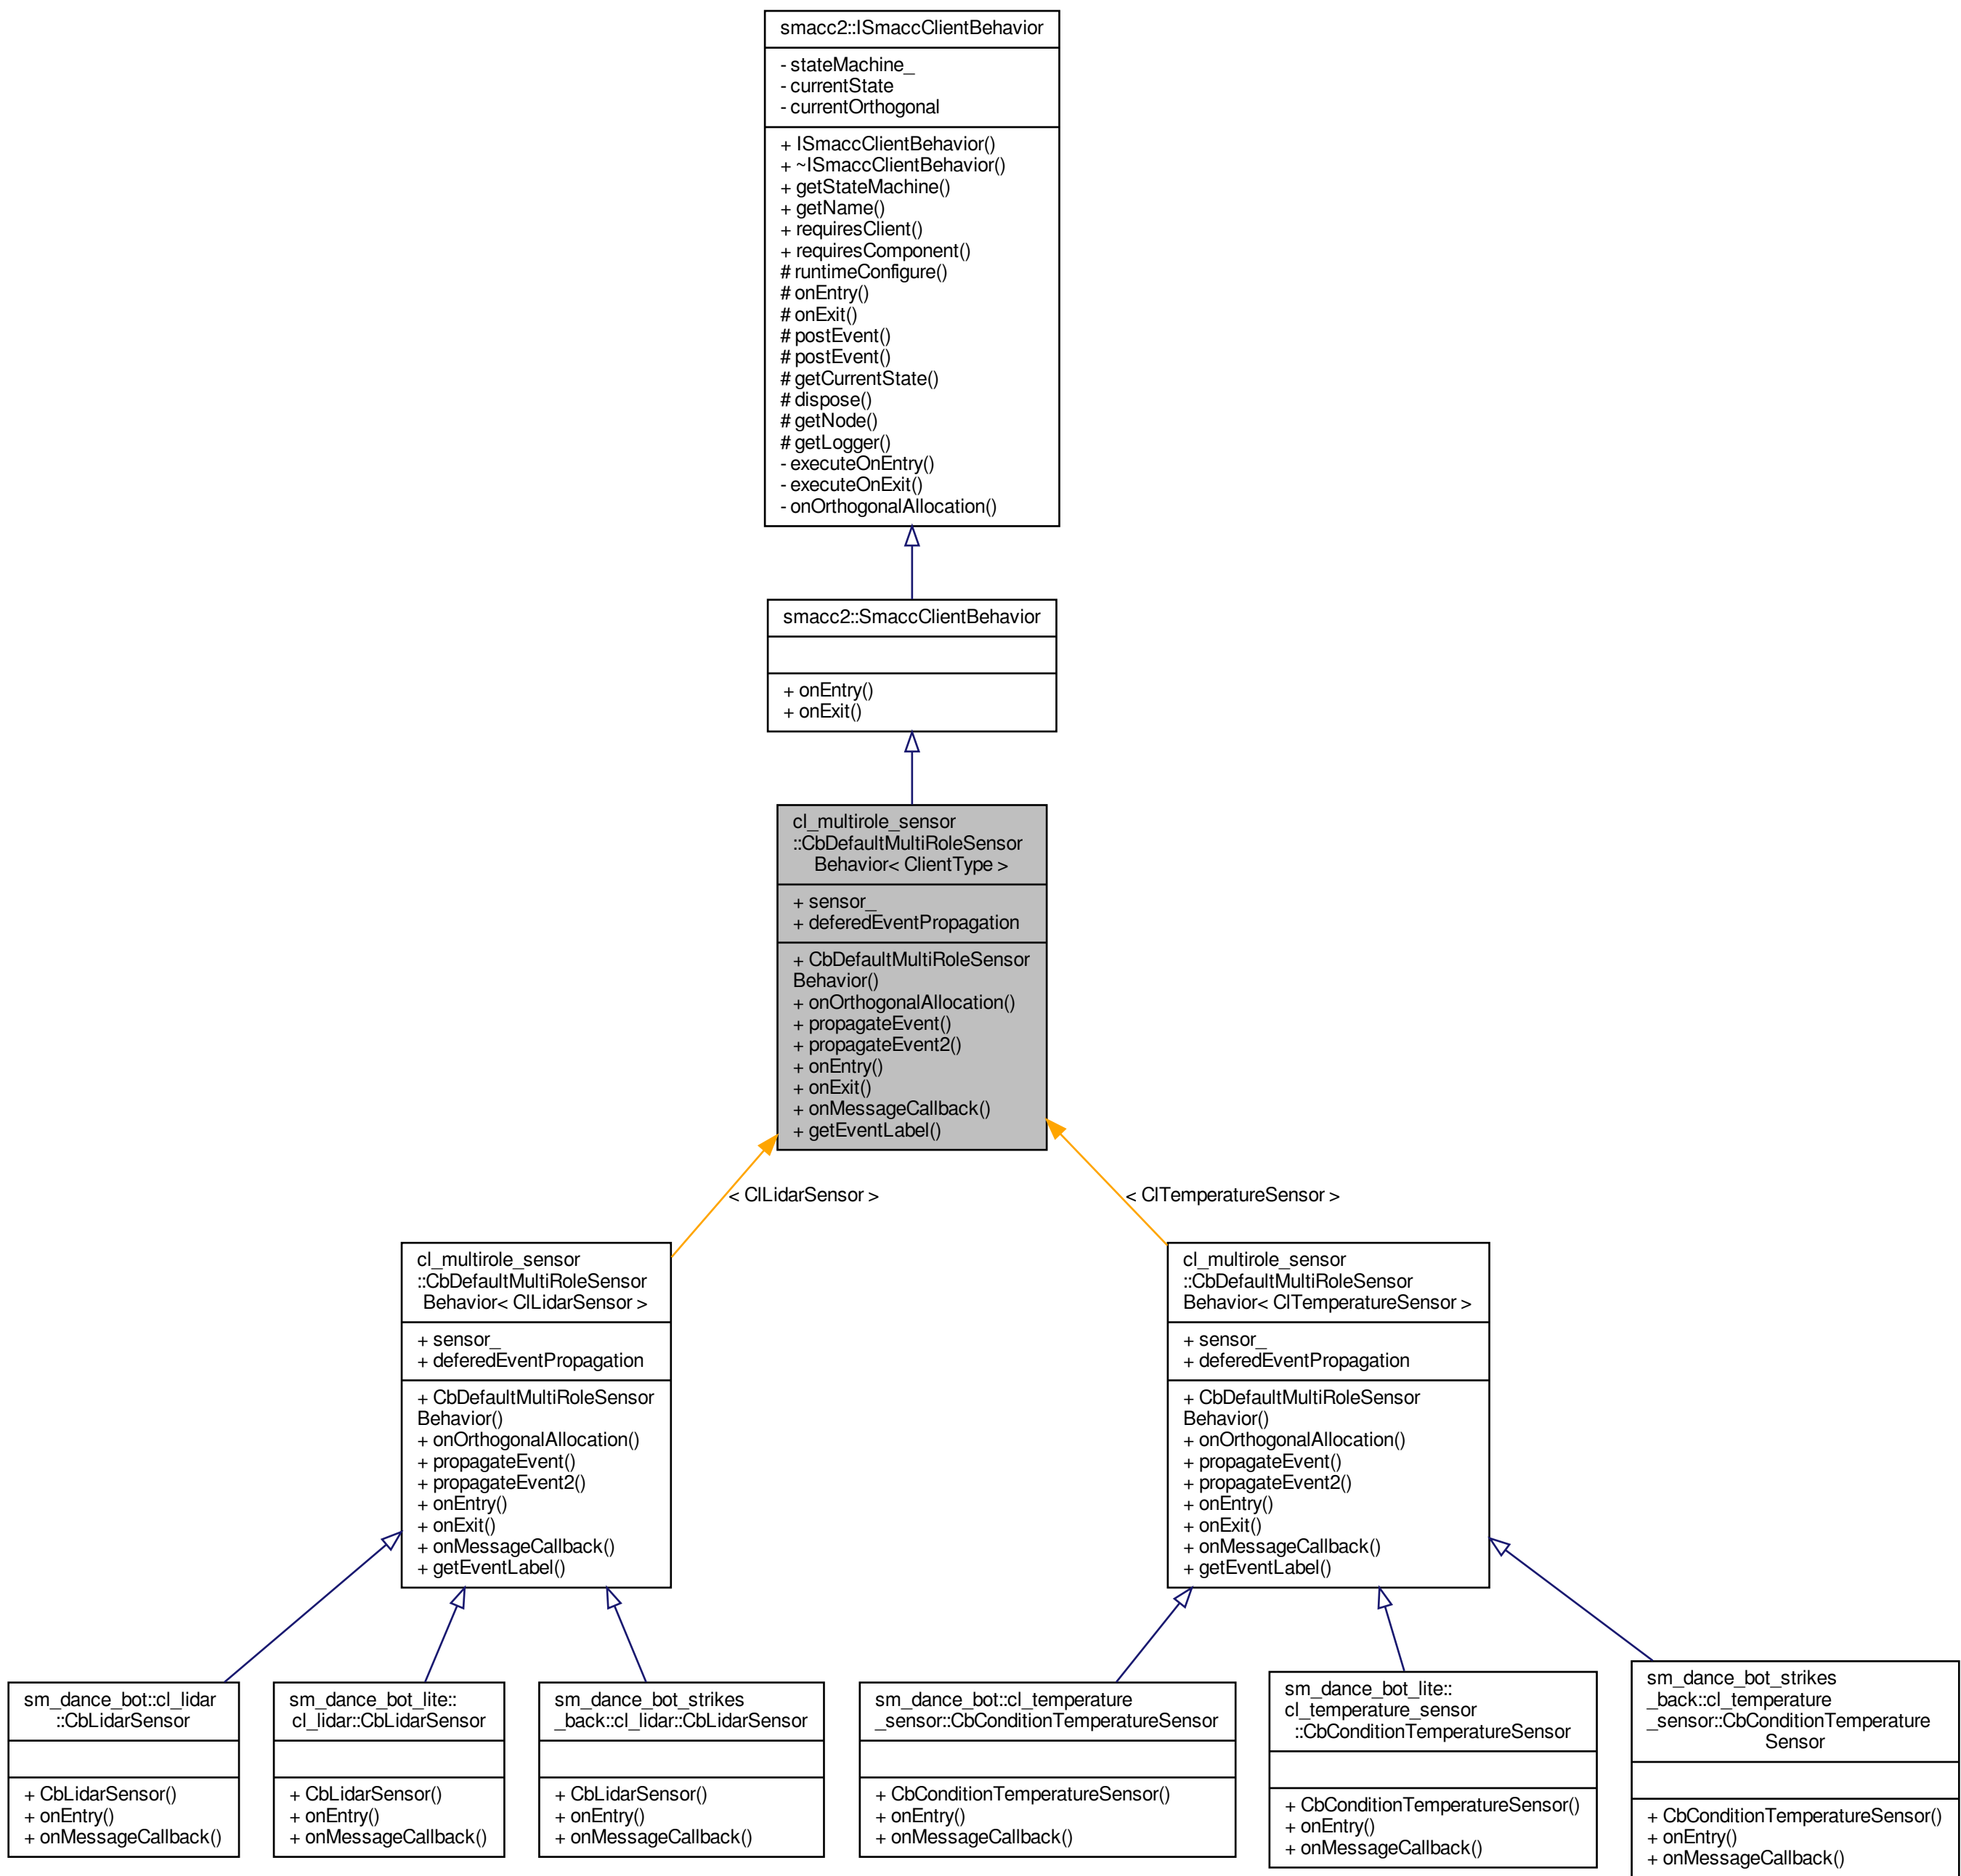 smacc2::ISmaccClientBehavior
- stateMachine_
- currentState
- currentOrthogonal
+ ISmaccClientBehavior()
+ ~ISmaccClientBehavior()
+ getStateMachine()
+ getName()
+ requiresClient()
+ requiresComponent()
# runtimeConfigure()
# onEntry()
# onExit()
# postEvent()
# postEvent()
# getCurrentState()
# dispose()
# getNode()
# getLogger()
- executeOnEntry()
- executeOnExit()
- onOrthogonalAllocation()
smacc2::SmaccClientBehavior
+ onEntry()
+ onExit()
cl_multirole_sensor
::CbDefaultMultiRoleSensor
Behavior< ClientType >
+ sensor_
+ deferedEventPropagation
+ CbDefaultMultiRoleSensor
Behavior()
+ onOrthogonalAllocation()
+ propagateEvent()
+ propagateEvent2()
+ onEntry()
+ onExit()
+ onMessageCallback()
+ getEventLabel()
< ClLidarSensor >
< ClTemperatureSensor >
cl_multirole_sensor
::CbDefaultMultiRoleSensor
Behavior< ClLidarSensor >
+ sensor_
+ deferedEventPropagation
+ CbDefaultMultiRoleSensor
Behavior()
+ onOrthogonalAllocation()
+ propagateEvent()
+ propagateEvent2()
+ onEntry()
+ onExit()
+ onMessageCallback()
+ getEventLabel()
cl_multirole_sensor
::CbDefaultMultiRoleSensor
Behavior< ClTemperatureSensor >
+ sensor_
+ deferedEventPropagation
+ CbDefaultMultiRoleSensor
Behavior()
+ onOrthogonalAllocation()
+ propagateEvent()
+ propagateEvent2()
+ onEntry()
+ onExit()
+ onMessageCallback()
+ getEventLabel()
sm_dance_bot::cl_lidar
::CbLidarSensor
+ CbLidarSensor()
+ onEntry()
+ onMessageCallback()
sm_dance_bot_lite::
cl_lidar::CbLidarSensor
+ CbLidarSensor()
+ onEntry()
+ onMessageCallback()
sm_dance_bot_strikes
_back::cl_lidar::CbLidarSensor
+ CbLidarSensor()
+ onEntry()
+ onMessageCallback()
sm_dance_bot::cl_temperature
_sensor::CbConditionTemperatureSensor
+ CbConditionTemperatureSensor()
+ onEntry()
+ onMessageCallback()
sm_dance_bot_lite::
cl_temperature_sensor
::CbConditionTemperatureSensor
+ CbConditionTemperatureSensor()
+ onEntry()
+ onMessageCallback()
sm_dance_bot_strikes
_back::cl_temperature
_sensor::CbConditionTemperature
Sensor
+ CbConditionTemperatureSensor()
+ onEntry()
+ onMessageCallback()